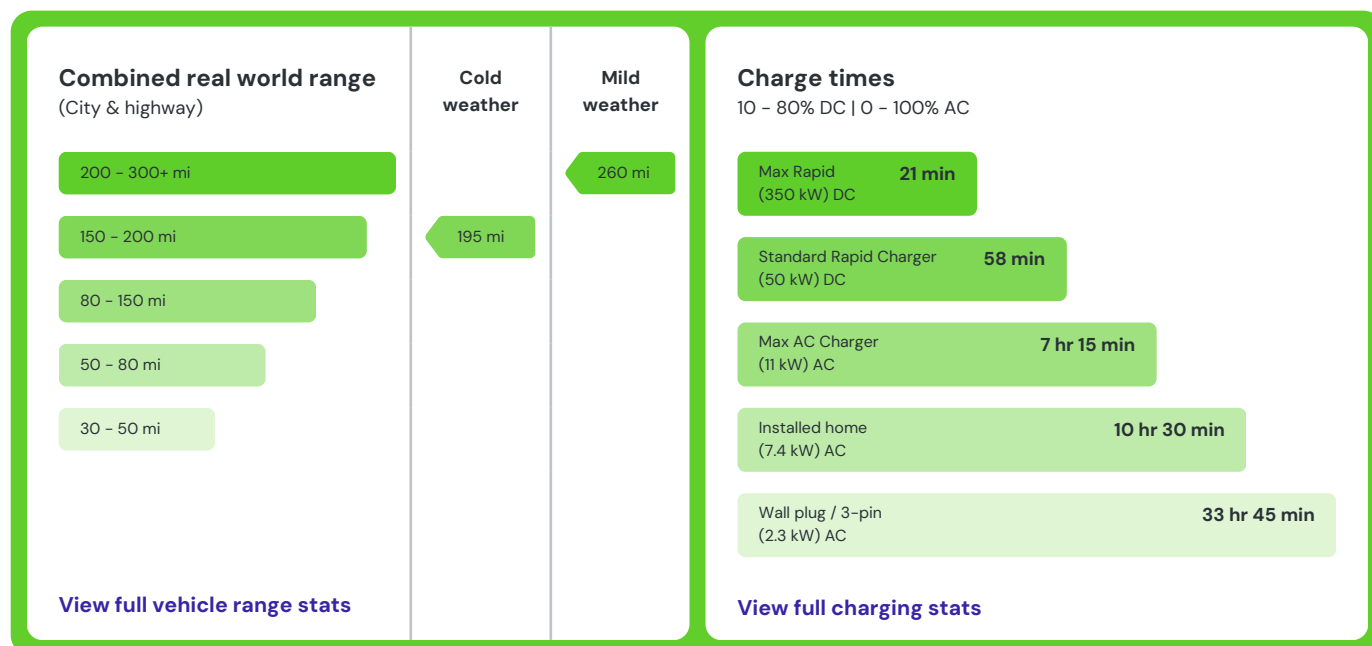 Combined real world range
(City & highway)
Cold
weather
Mild
weather
200 - 300+ mi
260 mi
150 - 200 mi
195 mi
80 - 150 mi
50 - 80 mi
30 - 50 mi
View full vehicle range stats
Charge times
10 - 80% DC | 0 - 100% AC
Max Rapid
(350 kW) DC
21 min
Standard Rapid Charger
(50 kW) DC
58 min
Max AC Charger
(11 kW) AC
7 hr 15 min
Installed home
(7.4 kW) AC
10 hr 30 min
Wall plug / 3-pin
(2.3 kW) AC
33 hr 45 min
View full charging stats